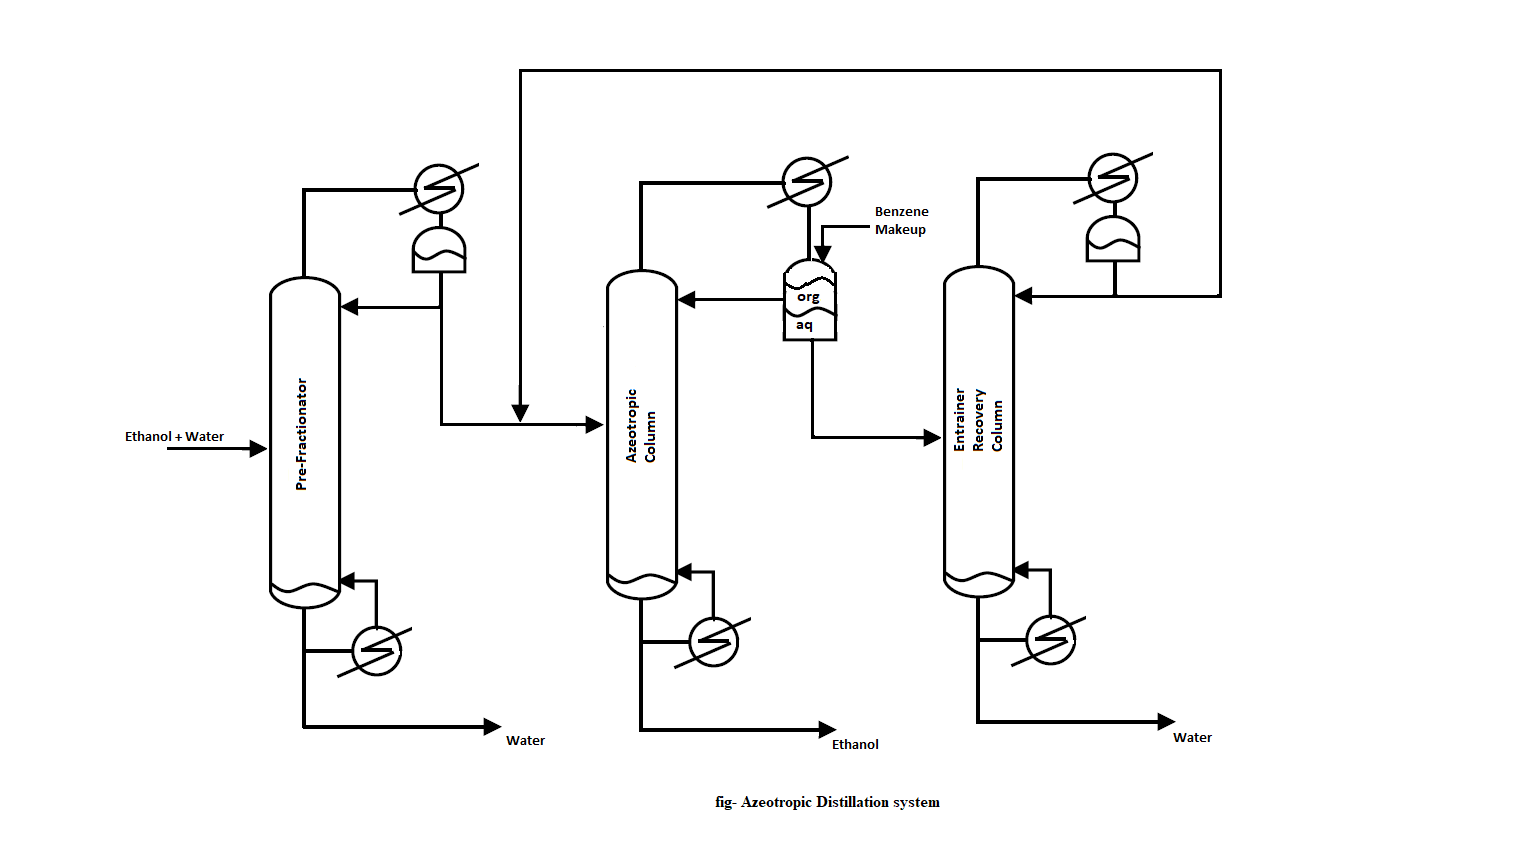 Benzene
Makeup
org
aq
Ethanol + Water
Pre-Fractionator
Azeotropic
Column
Entrainer
Recovery
Column
Water
Ethanol
Water
fig- Azeotropic Distillation system